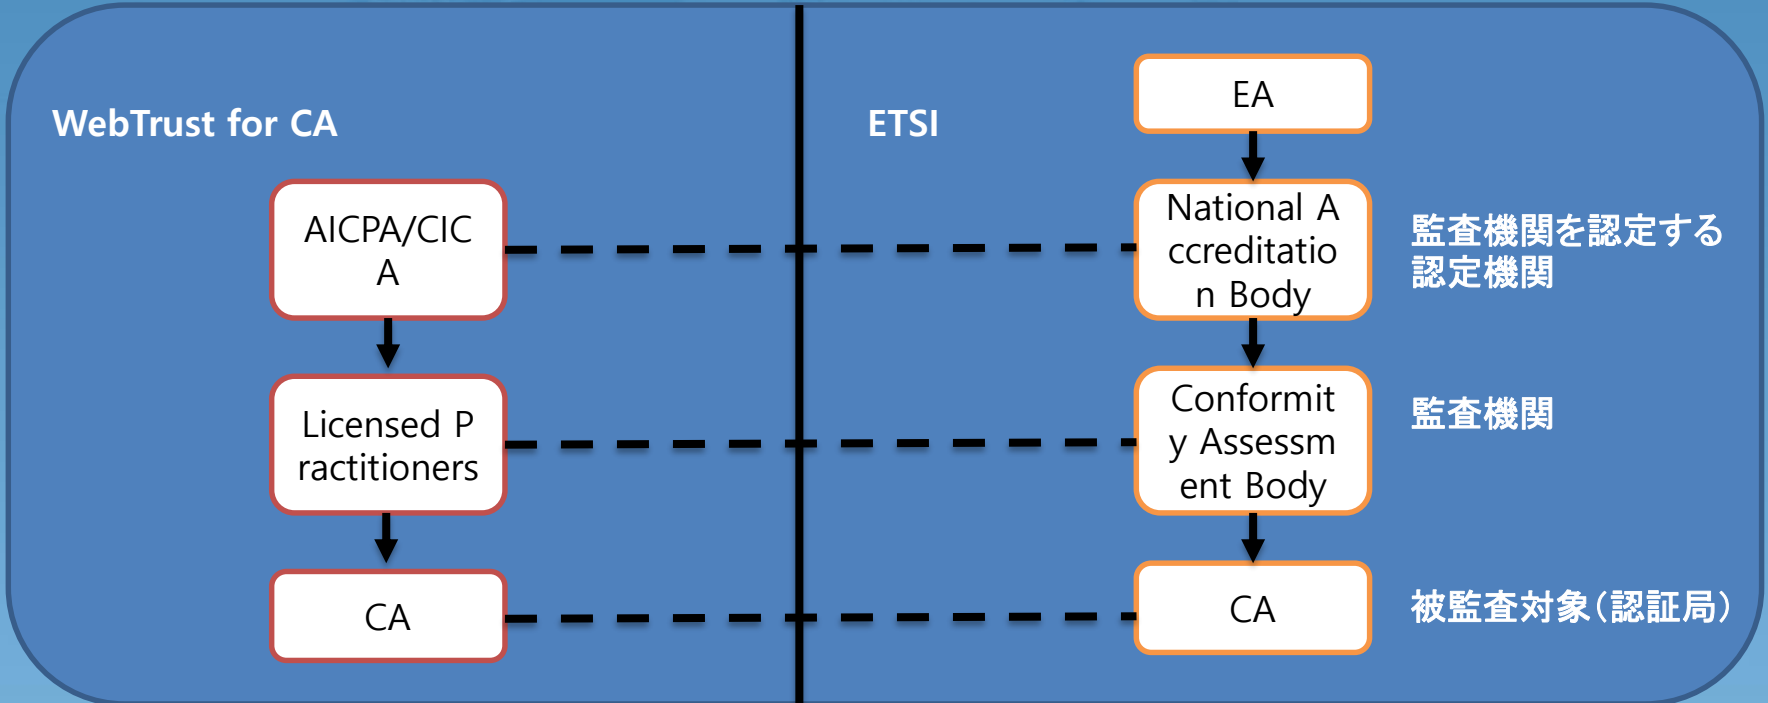 WebTrust for CA
AICPA/CIC
A
Licensed P
ractitioners
CA
ETSI
EA
National A
ccreditatio
n Body
監査機関を認定する
認定機関
Conformit
y Assessm
ent Body
監査機関
CA
被監査対象（認証局）